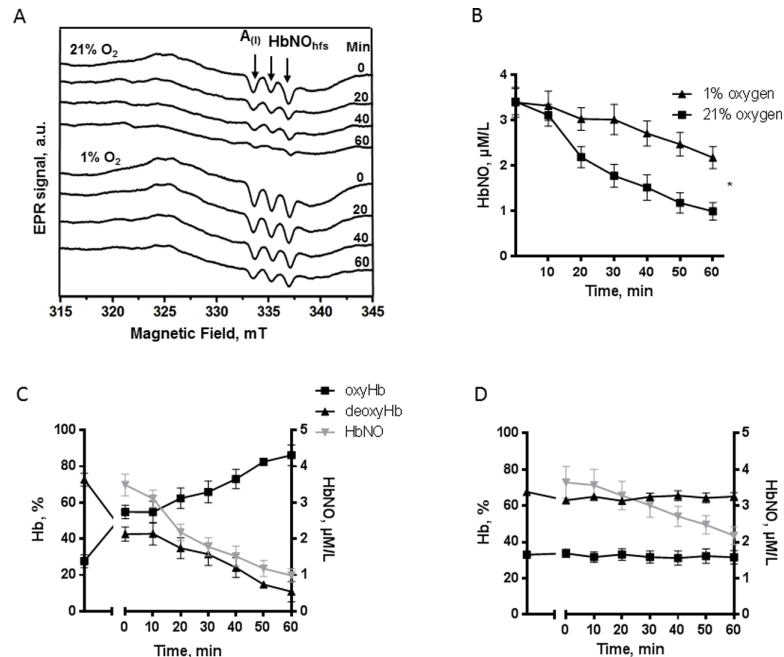 A
21% O2
A(I) HbNOhfs
Min
0
20
40
60
1% O2
0
20
40
60
EPR signal, a.u.
315 320 325 330 335 340 345
Magnetic Field, mT
B
4
3
2
1
0
HbNO, µM/L
1% oxygen
21% oxygen
*
10 20 30 40 50 60
Time, min
C
oxyHb
deoxyHb
HbNO
100
80
60
40
20
0
Hb, %
5
4
3
2
1
0
HbNO, µM/L
0 10 20 30 40 50 60
Time, min
D
100
80
60
40
20
0
Hb, %
5
4
3
2
1
0
HbNO, µM/L
0 10 20 30 40 50 60
Time, min